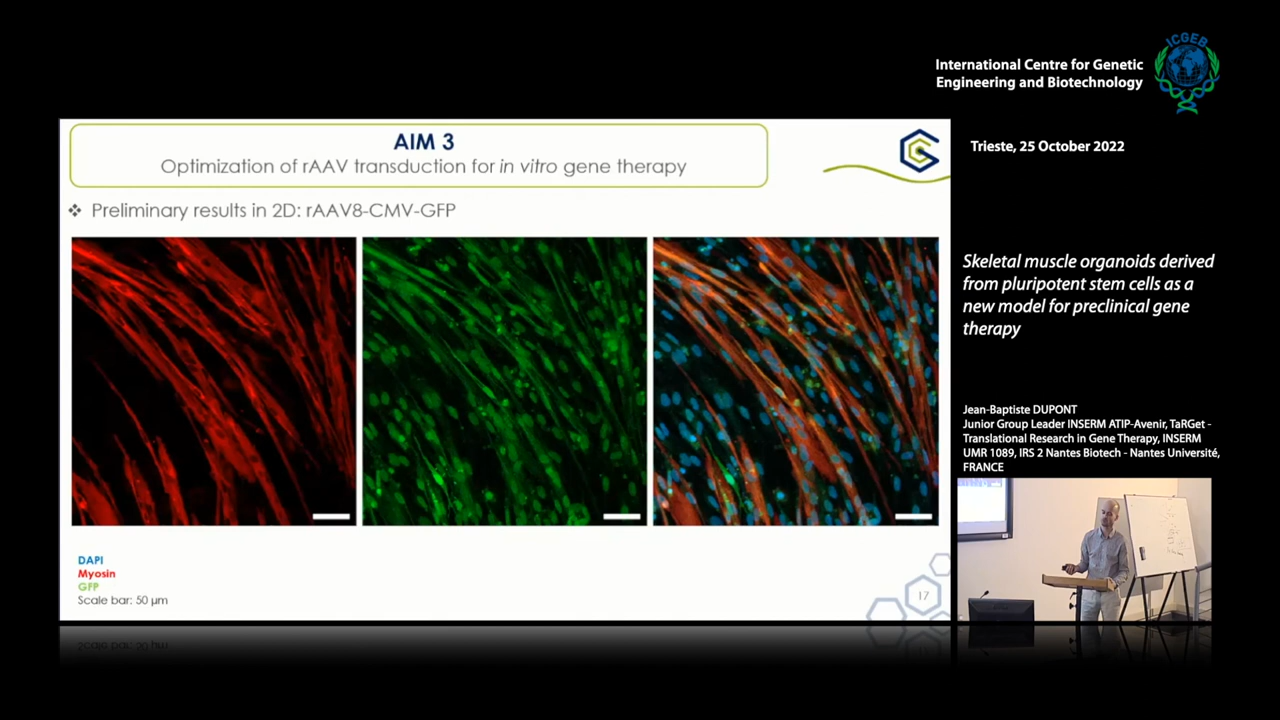 International Centre for Genetic
Engineering and Biotechnology
ICGEB
Trieste, 25 October 2022
AIM 3
Optimization of rAAV transduction for in vitro gene therapy
❖ Preliminary results in 2D: rAAV8-CMV-GFP
DAPI
Myosin
GFP
Scale bar: 50 µm
17
Skeletal muscle organoids derived
from pluripotent stem cells as a
new model for preclinical gene
therapy
Jean-Baptiste DUPONT
Junior Group Leader INSERM ATIP-Avenir, TaRGet -
Translational Research in Gene Therapy, INSERM
UMR 1089, IRS 2 Nantes Biotech - Nantes Université,
FRANCE